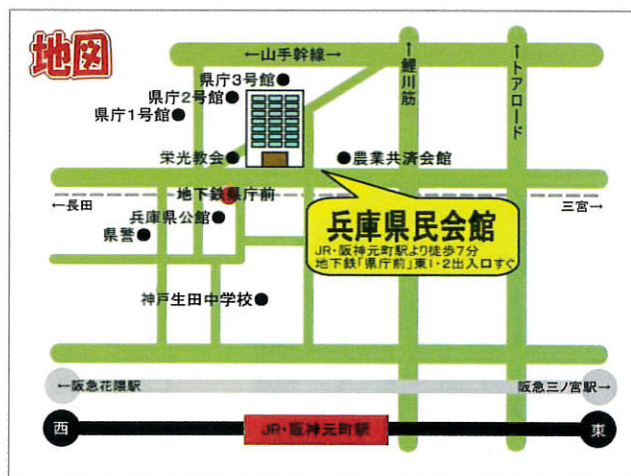 地図
←山手幹線→
←鯉川筋→
←トアロード→
県庁3号館
県庁2号館
県庁1号館
栄光教会
農業共済会館
地下鉄県庁前
←長田
三宮→
兵庫県公館
県警
兵庫県民会館
JR・阪神元町駅より徒歩7分
地下鉄「県庁前」東1・2出入口すぐ
神戸生田中学校
←阪急花隈駅
阪急三ノ宮駅→
西
JR・阪神元町駅
東